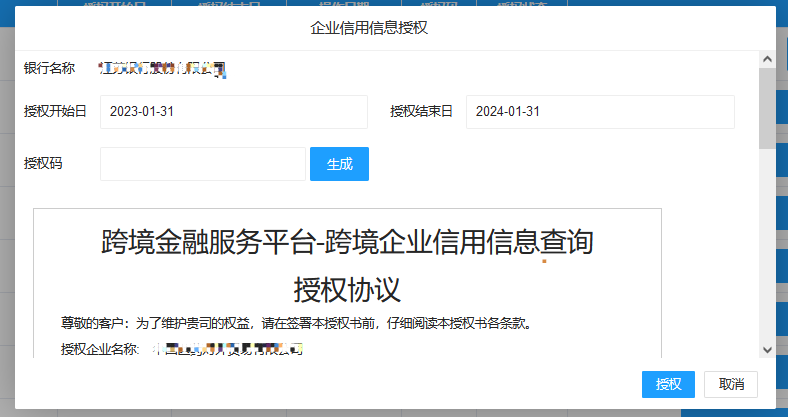 企业信用信息授权
银行名称
授权开始日 2023-01-31 授权结束日 2024-01-31
授权码 生成
跨境金融服务平台-跨境企业信用信息查询
授权协议
尊敬的客户：为了维护贵司的权益，请在签署本授权书前，仔细阅读本授权书各条款。
授权企业名称:
授权 取消